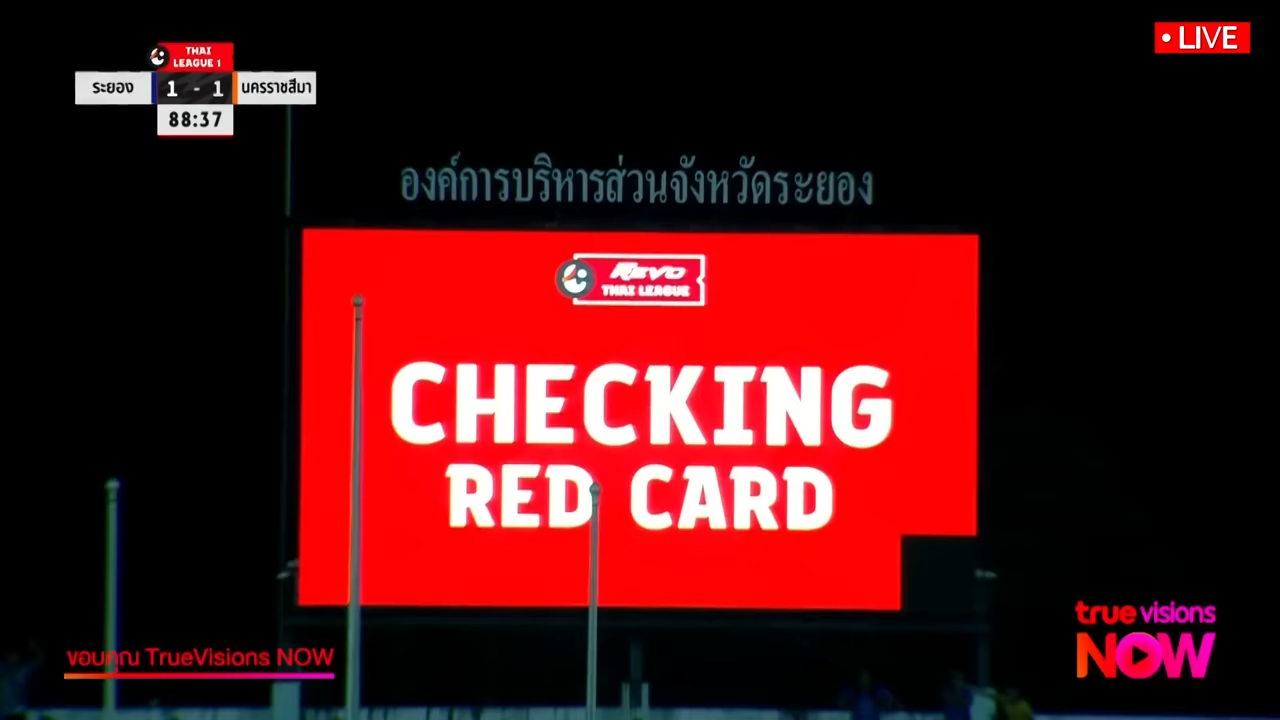 THAI
LEAGUE 1
ระยอง 1 - 1 นครราชสีมา
88:37
• LIVE
องค์การบริหารส่วนจังหวัดระยอง
REVO
THAI LEAGUE
CHECKING
RED CARD
ขอบคุณ TrueVisions NOW
true visions
NOW